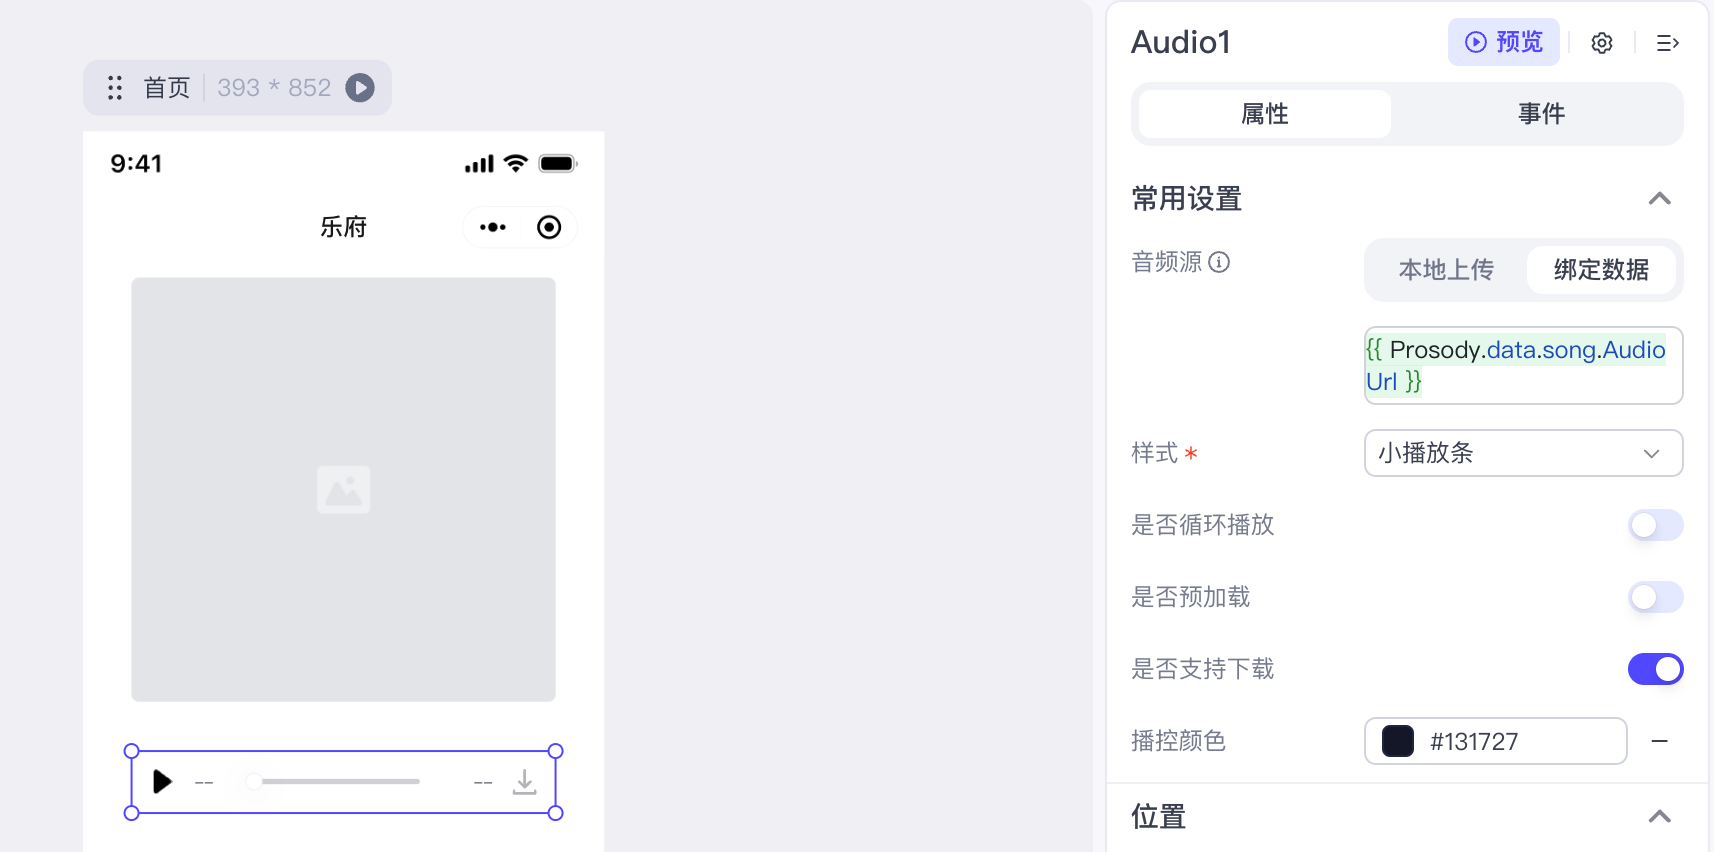 首页 393 * 852
9:41
乐府
--
--
Audio1
预览
属性
事件
常用设置
音频源
本地上传
绑定数据
{{ Prosody.data.song.Audio
Url }}
样式 *
小播放条
是否循环播放
是否预加载
是否支持下载
播控颜色
#131727
位置